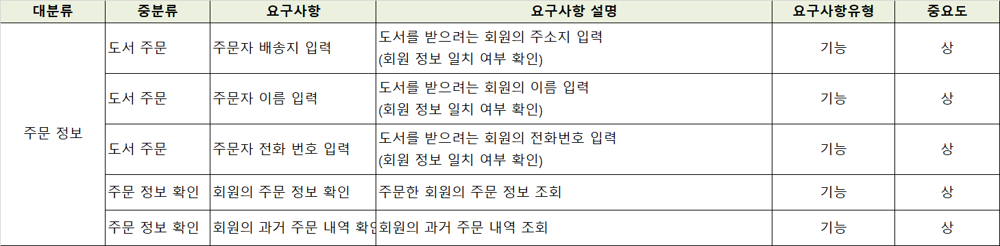 대분류 중분류 요구사항 요구사항 설명 요구사항유형 중요도
도서 주문 주문자 배송지 입력 도서를 받으려는 회원의 주소지 입력
(회원 정보 일치 여부 확인) 기능 상
도서 주문 주문자 이름 입력 도서를 받으려는 회원의 이름 입력
(회원 정보 일치 여부 확인) 기능 상
주문 정보
도서 주문 주문자 전화 번호 입력 도서를 받으려는 회원의 전화번호 입력
(회원 정보 일치 여부 확인) 기능 상
주문 정보 확인 회원의 주문 정보 확인 주문한 회원의 주문 정보 조회 기능 상
주문 정보 확인 회원의 과거 주문 내역 확인 회원의 과거 주문 내역 조회 기능 상